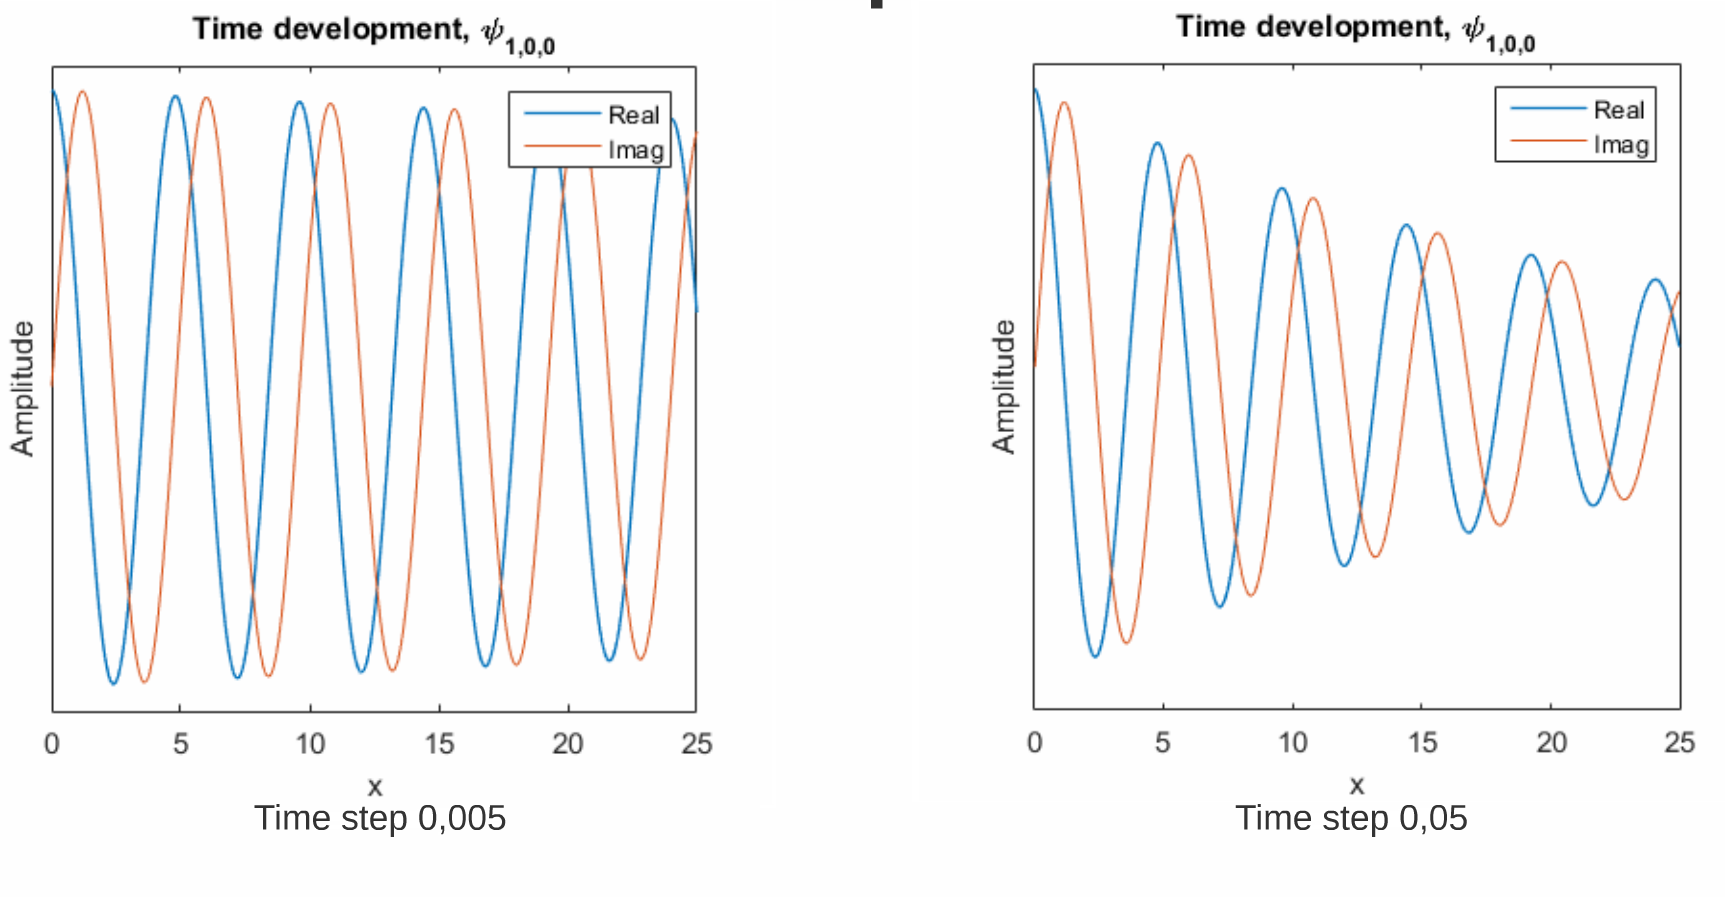 Time development, ψ1,0,0
Real
Imag
Amplitude
0 5 10 15 20 25
x
Time step 0,005
Time development, ψ1,0,0
Real
Imag
Amplitude
0 5 10 15 20 25
x
Time step 0,05